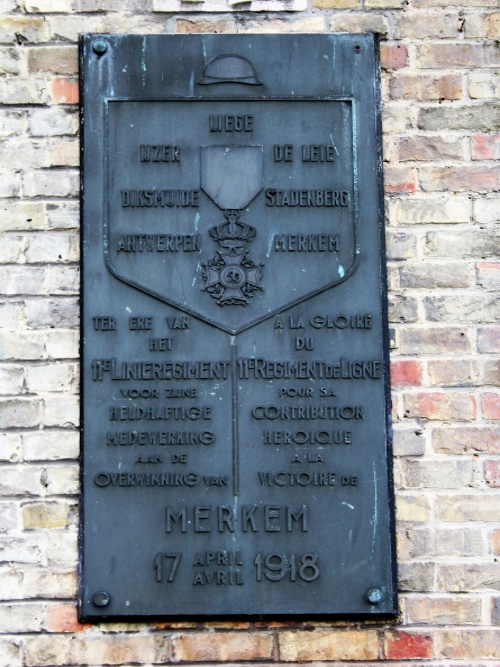 LIEGE
IJZER DE LEIE
DIKSMUIDE STADENBERG
ANTWERPEN MERKEM
TER ERE VAN
HET
11e LINIEREGIMENT
VOOR ZIJNE
HELDHAFTIGE
MEDEWERKING
AAN DE
OVERWINNING VAN
A LA GLOIRE
DU
11e REGIMENT DE LIGNE
POUR SA
CONTRIBUTION
HEROIQUE
A LA
VICTOIRE DE
MERKEM
17 APRIL 1918
AVRIL